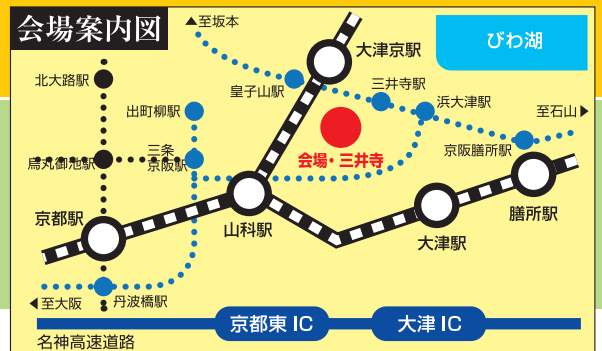 会場案内図
▲至坂本
大津京駅
びわ湖
北大路駅
皇子山駅
三井寺駅
出町柳駅
浜大津駅
至石山▶
三条
京阪駅
烏丸御池駅
会場・三井寺
京阪膳所駅
京都駅
山科駅
大津駅
膳所駅
◀至大阪
丹波橋駅
京都東 IC
大津 IC
名神高速道路